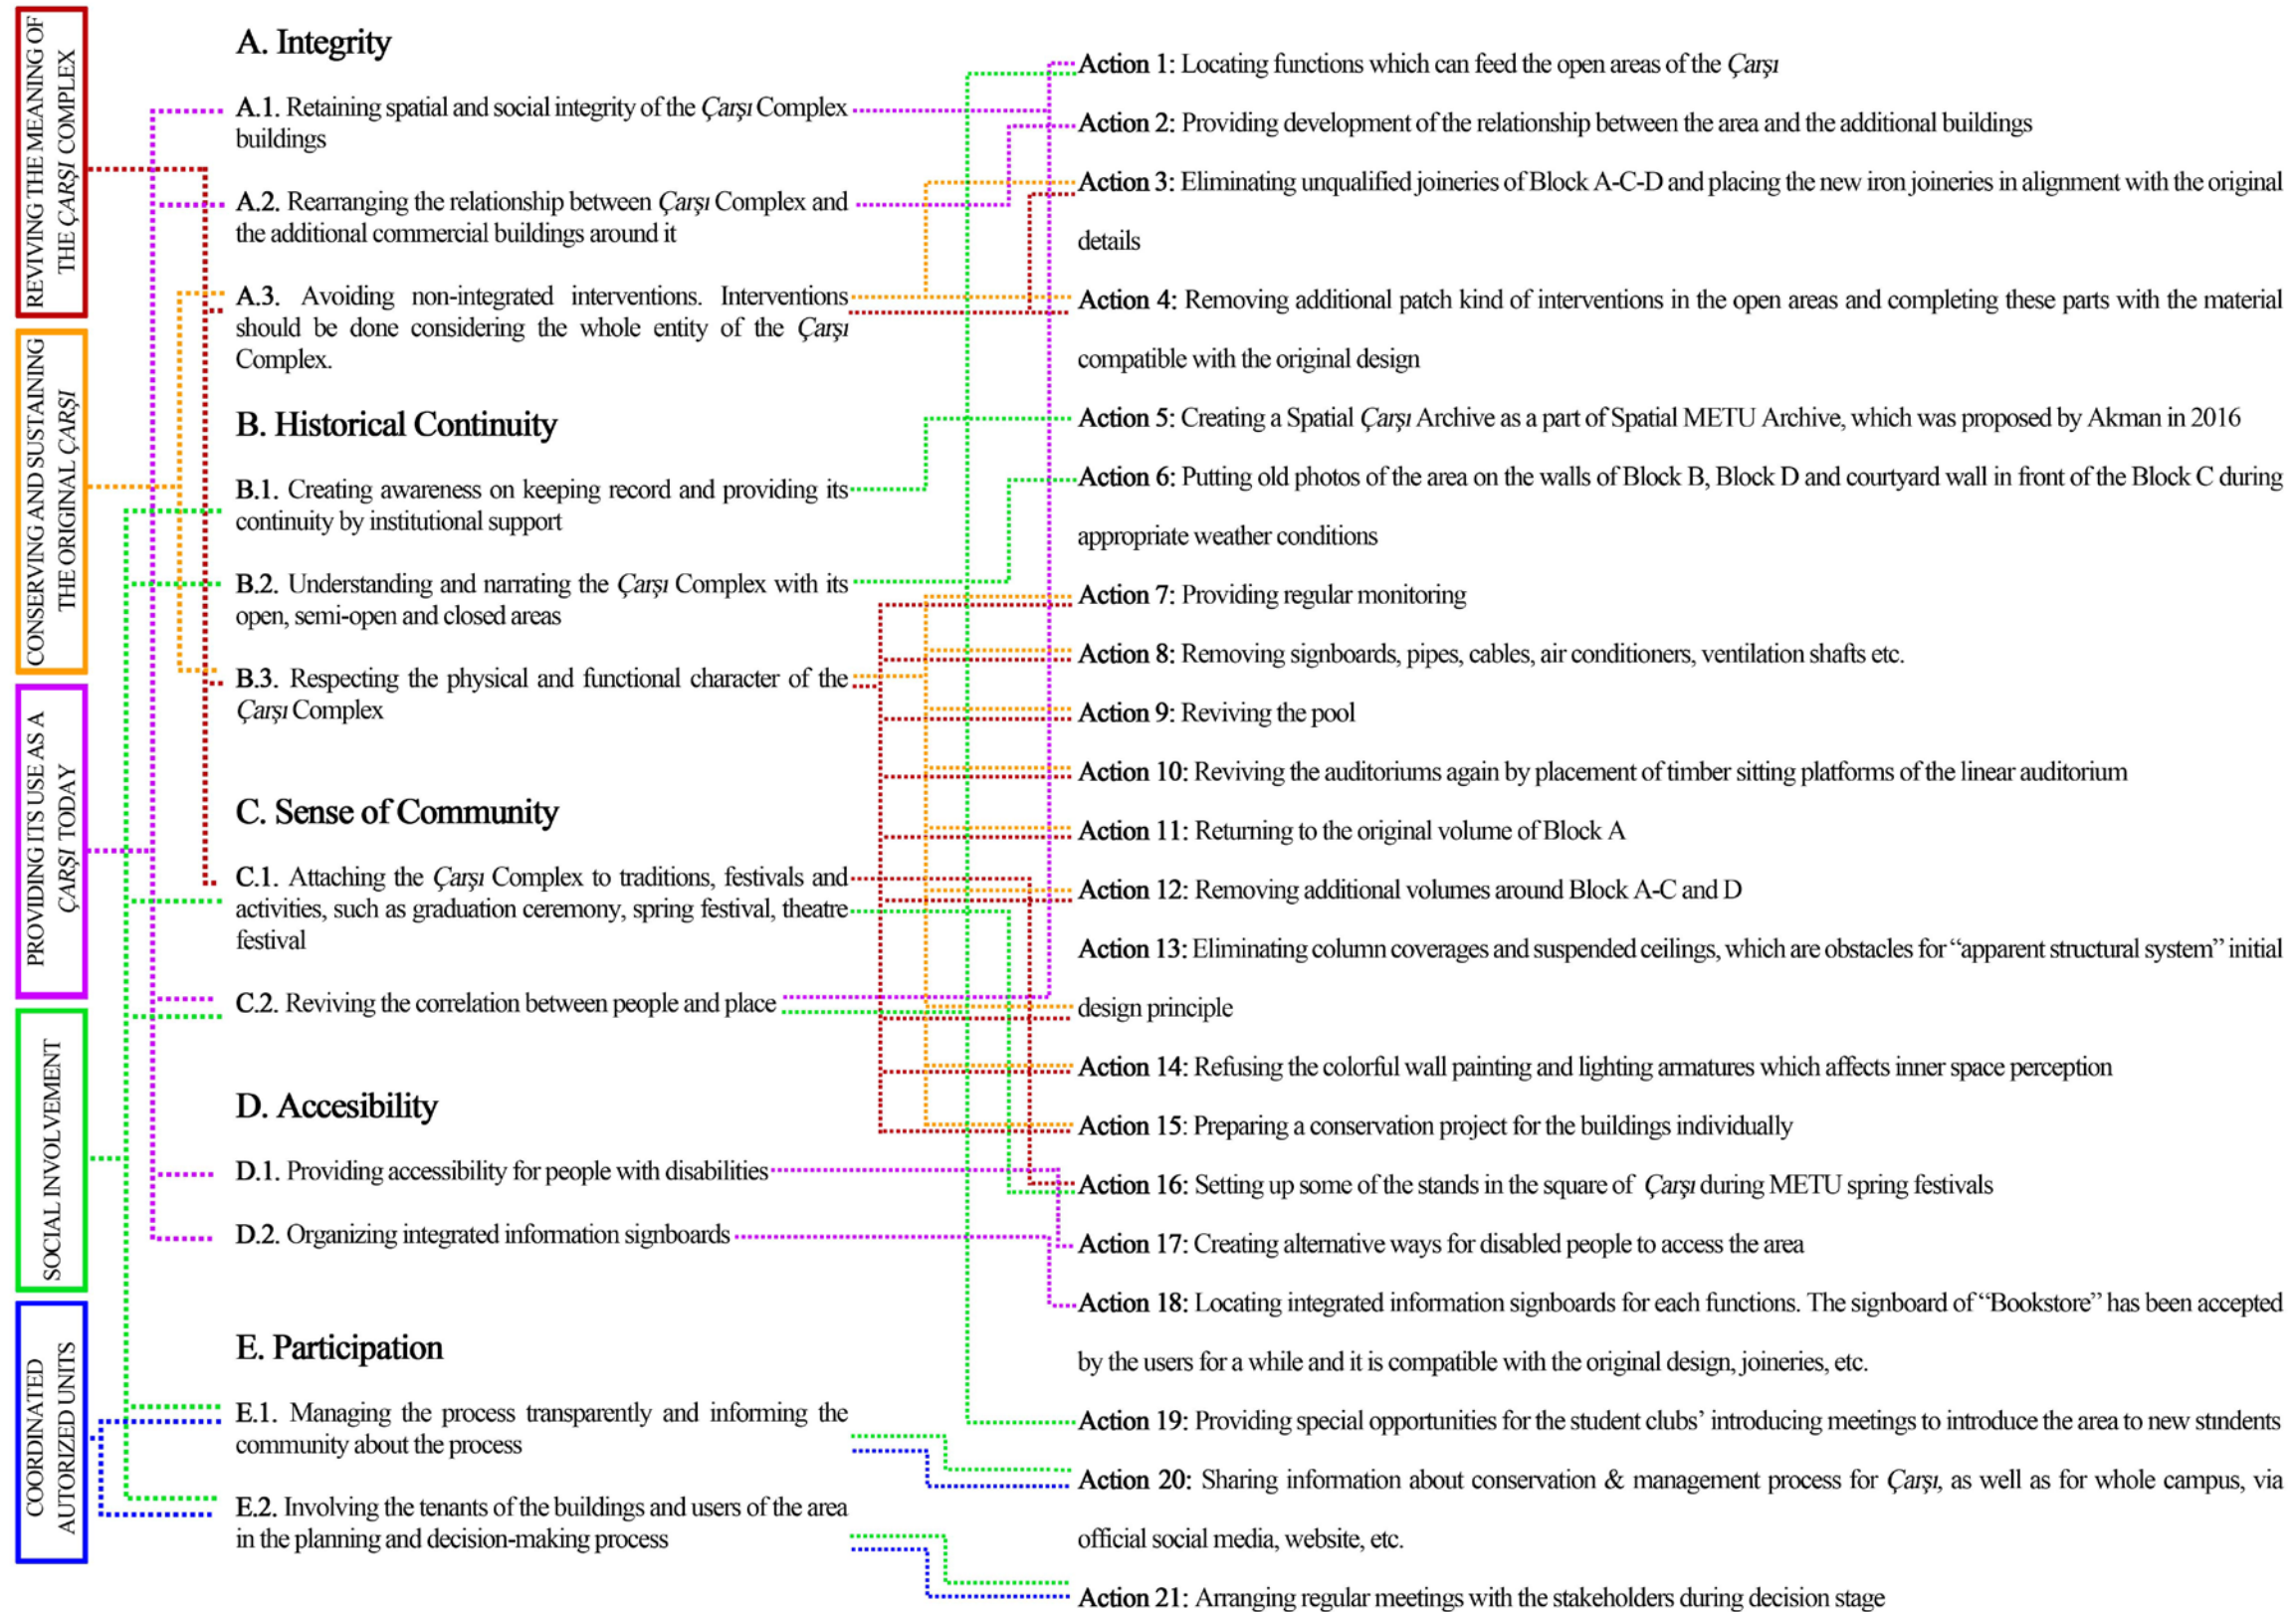 REVIVING THE MEANING OF
THE ÇARŞI COMPLEX
CONSERVING AND SUSTAINING
THE ORIGINAL ÇARŞI
PROVIDING ITS USE AS A
ÇARŞI TODAY
SOCIAL INVOLVEMENT
COORDINATED
AUTORIZED UNITS
A. Integrity
A.1. Retaining spatial and social integrity of the Çarşı Complex
buildings
A.2. Rearranging the relationship between Çarşı Complex and
the additional commercial buildings around it
A.3. Avoiding non-integrated interventions. Interventions
should be done considering the whole entity of the Çarşı
Complex.
B. Historical Continuity
B.1. Creating awareness on keeping record and providing its
continuity by institutional support
B.2. Understanding and narrating the Çarşı Complex with its
open, semi-open and closed areas
B.3. Respecting the physical and functional character of the
Çarşı Complex
C. Sense of Community
C.1. Attaching the Çarşı Complex to traditions, festivals and
activities, such as graduation ceremony, spring festival, theatre
festival
C.2. Reviving the correlation between people and place
D. Accesibility
D.1. Providing accessibility for people with disabilities
D.2. Organizing integrated information signboards
E. Participation
E.1. Managing the process transparently and informing the
community about the process
E.2. Involving the tenants of the buildings and users of the area
in the planning and decision-making process
Action 1: Locating functions which can feed the open areas of the Çarşı
Action 2: Providing development of the relationship between the area and the additional buildings
Action 3: Eliminating unqualified joineries of Block A-C-D and placing the new iron joineries in alignment with the original
details
Action 4: Removing additional patch kind of interventions in the open areas and completing these parts with the material
compatible with the original design
Action 5: Creating a Spatial Çarşı Archive as a part of Spatial METU Archive, which was proposed by Akman in 2016
Action 6: Putting old photos of the area on the walls of Block B, Block D and courtyard wall in front of the Block C during
appropriate weather conditions
Action 7: Providing regular monitoring
Action 8: Removing signboards, pipes, cables, air conditioners, ventilation shafts etc.
Action 9: Reviving the pool
Action 10: Reviving the auditoriums again by placement of timber sitting platforms of the linear auditorium
Action 11: Returning to the original volume of Block A
Action 12: Removing additional volumes around Block A-C and D
Action 13: Eliminating column coverages and suspended ceilings, which are obstacles for “apparent structural system” initial
design principle
Action 14: Refusing the colorful wall painting and lighting armatures which affects inner space perception
Action 15: Preparing a conservation project for the buildings individually
Action 16: Setting up some of the stands in the square of Çarşı during METU spring festivals
Action 17: Creating alternative ways for disabled people to access the area
Action 18: Locating integrated information signboards for each functions. The signboard of “Bookstore” has been accepted
by the users for a while and it is compatible with the original design, joineries, etc.
Action 19: Providing special opportunities for the student clubs’ introducing meetings to introduce the area to new stındents
Action 20: Sharing information about conservation & management process for Çarşı, as well as for whole campus, via
official social media, website, etc.
Action 21: Arranging regular meetings with the stakeholders during decision stage